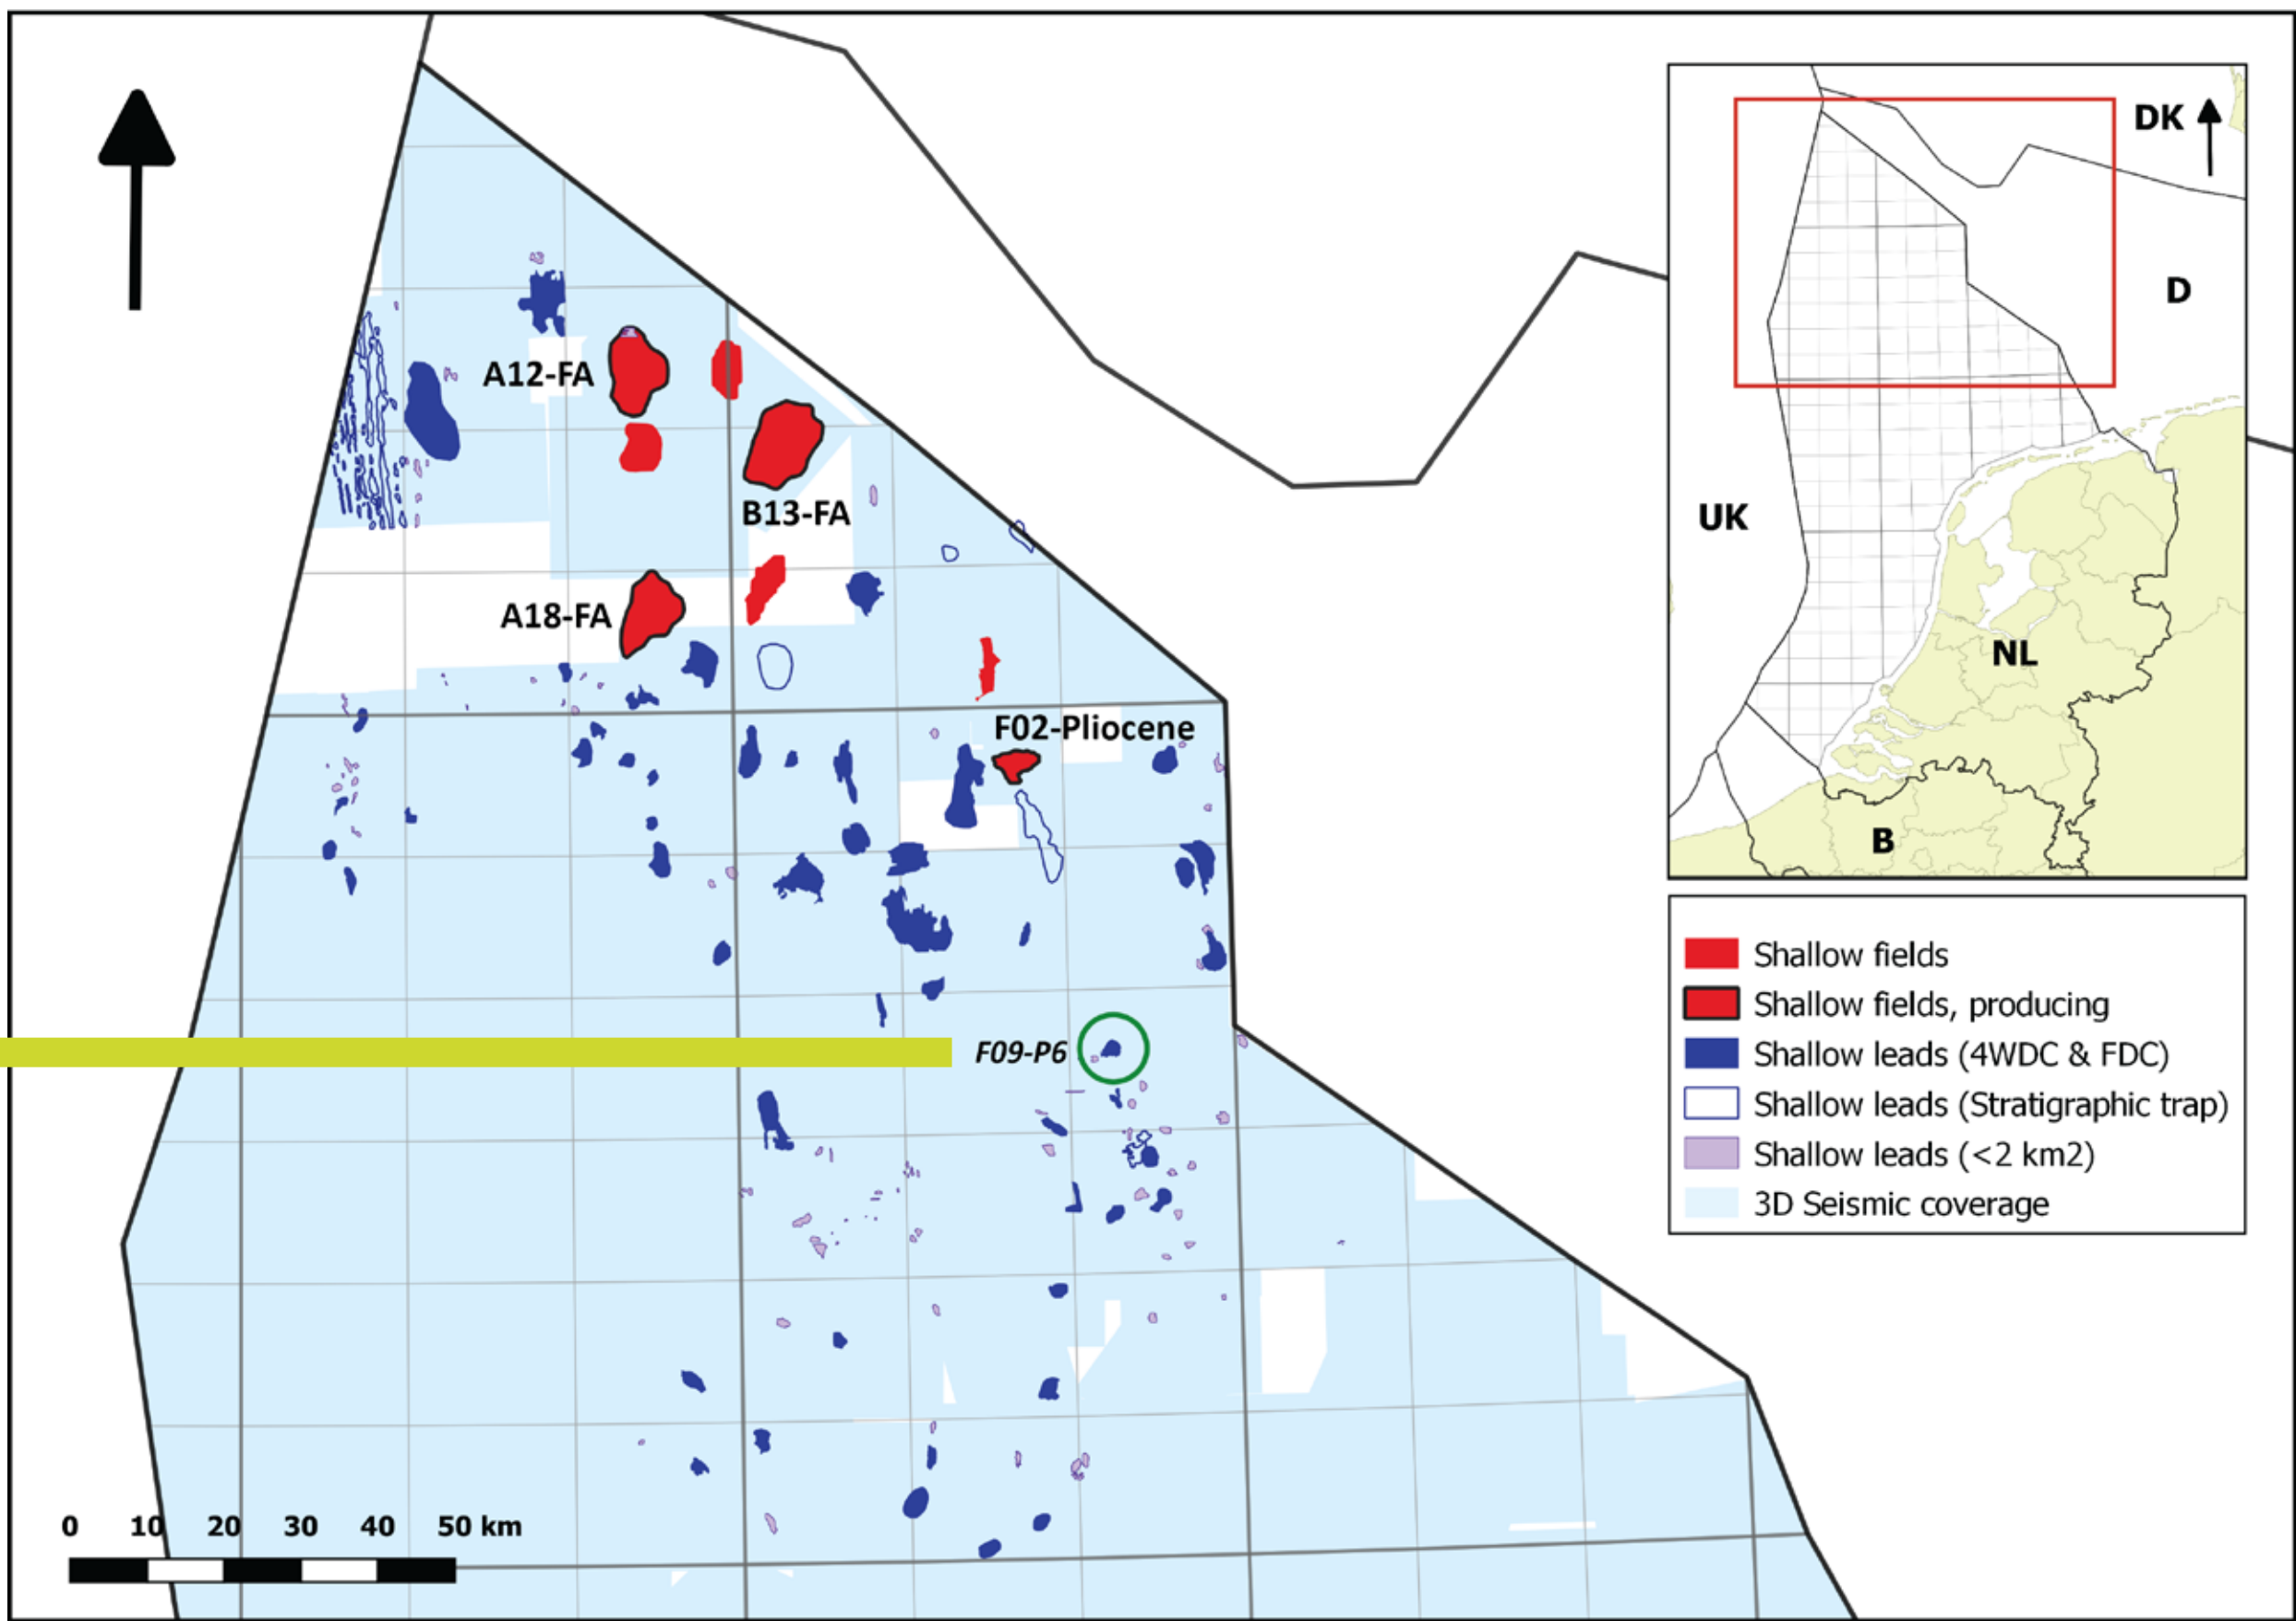 A12-FA
B13-FA
A18-FA
F02-Pliocene
F09-P6
0 10 20 30 40 50 km
DK
D
UK
NL
B
Shallow fields
Shallow fields, producing
Shallow leads (4WDC & FDC)
Shallow leads (Stratigraphic trap)
Shallow leads (<2 km2)
3D Seismic coverage